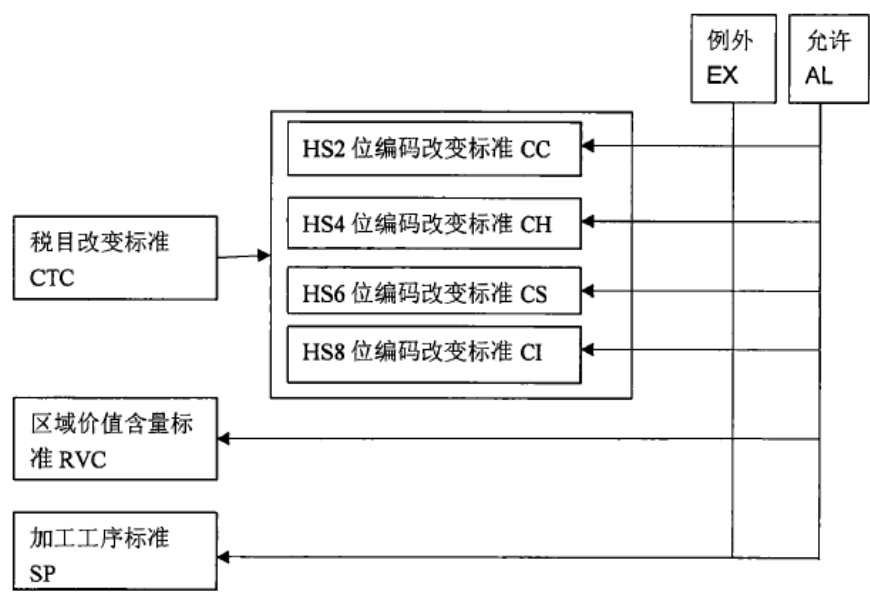 例外
EX
允许
AL
HS2 位编码改变标准 CC
HS4 位编码改变标准 CH
税目改变标准
CTC
HS6 位编码改变标准 CS
HS8 位编码改变标准 CI
区域价值含量标
准 RVC
加工工序标准
SP